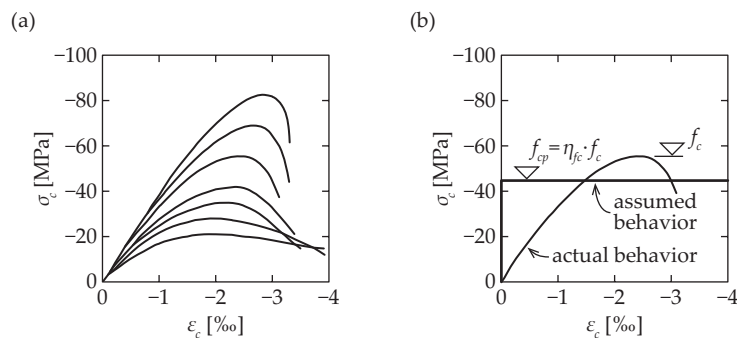 (a)
σc [MPa]
−100
−80
−60
−40
−20
0
0 −1 −2 −3 −4
εc [‰]
(b)
σc [MPa]
−100
−80
−60
−40
−20
0
fcp=ηfc·fc
fc
assumed
behavior
actual behavior
0 −1 −2 −3 −4
εc [‰]